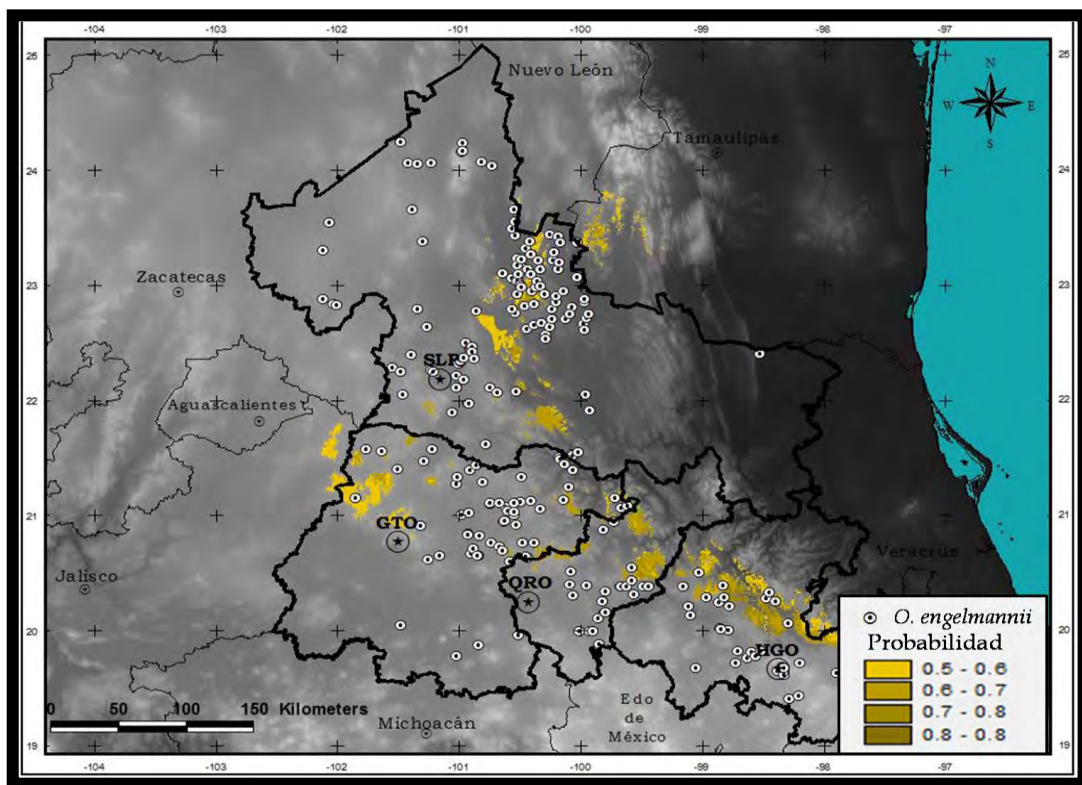 -104 -103 -102 -101 -100 -99 -98 -97
25 25
Nuevo León
N
W E
S
Tamaulipas
24 24
23 23
Zacatecas
SLP
22 22
Aguascalientes
21 21
GTO
Veracruz
Jalisco
QRO
O. engelmannii
Probabilidad
20 20
HGO
0.5 - 0.6
0.6 - 0.7
0.7 - 0.8
0.8 - 0.8
Edo
de
México
0 50 100 150 Kilometers
Michoacán
19 19
-104 -103 -102 -101 -100 -99 -98 -97